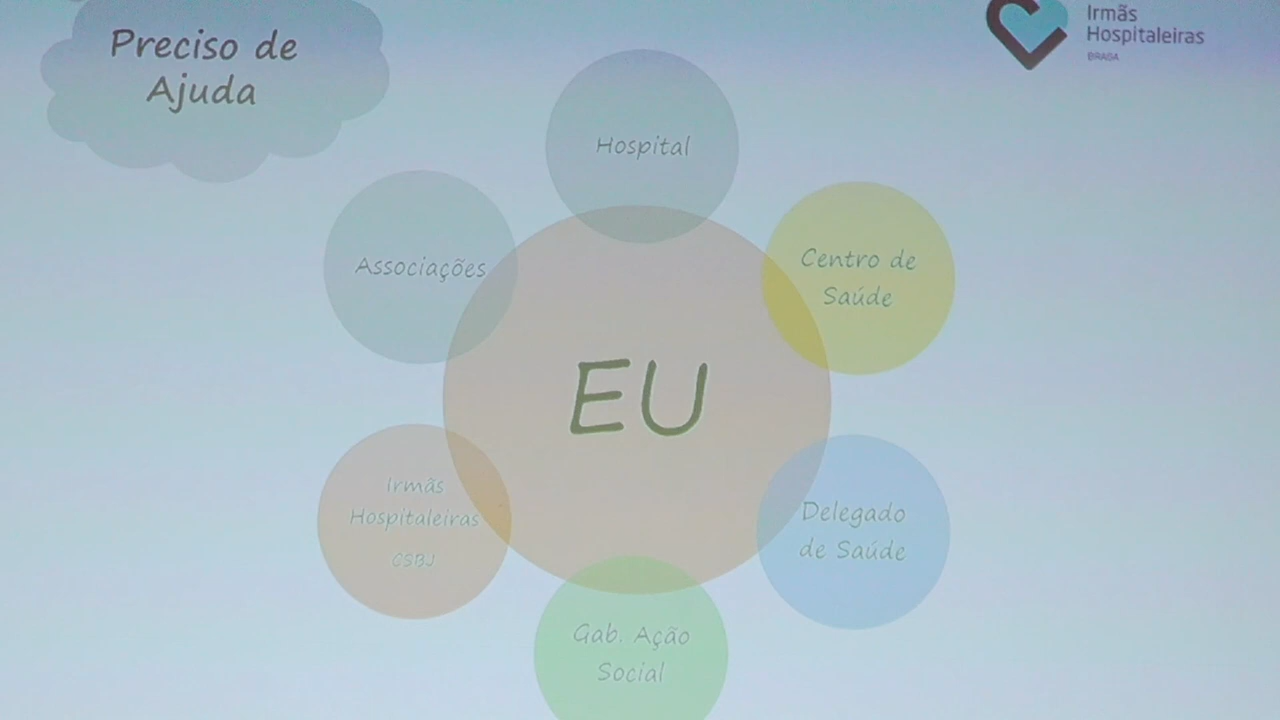 Preciso de
Ajuda
Irmãs
Hospitaleiras
BRAGA
Hospital
Associações
Centro de
Saúde
EU
Irmãs
Hospitaleiras
CSBJ
Delegado
de Saúde
Gab. Ação
Social